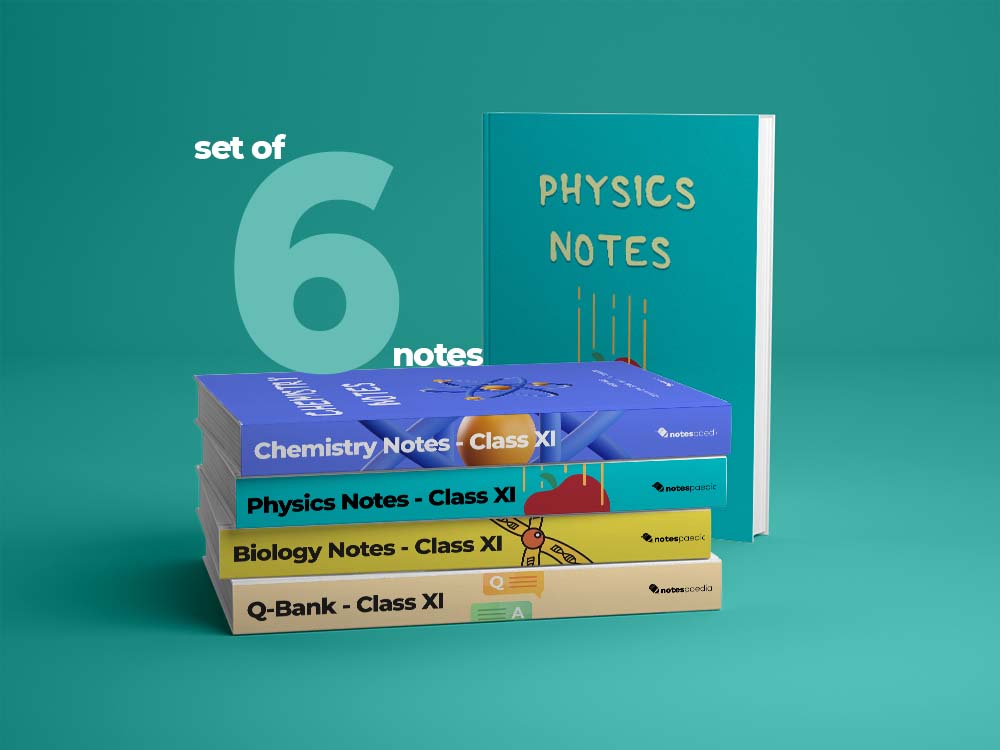 set of
6
notes
PHYSICS
NOTES
CHEMISTRY
NOTES
Chemistry Notes - Class XI
notespaedi
Physics Notes - Class XI
notespaedia
Biology Notes - Class XI
notespaedia
Q-Bank - Class XI
Q
A
notespaedia